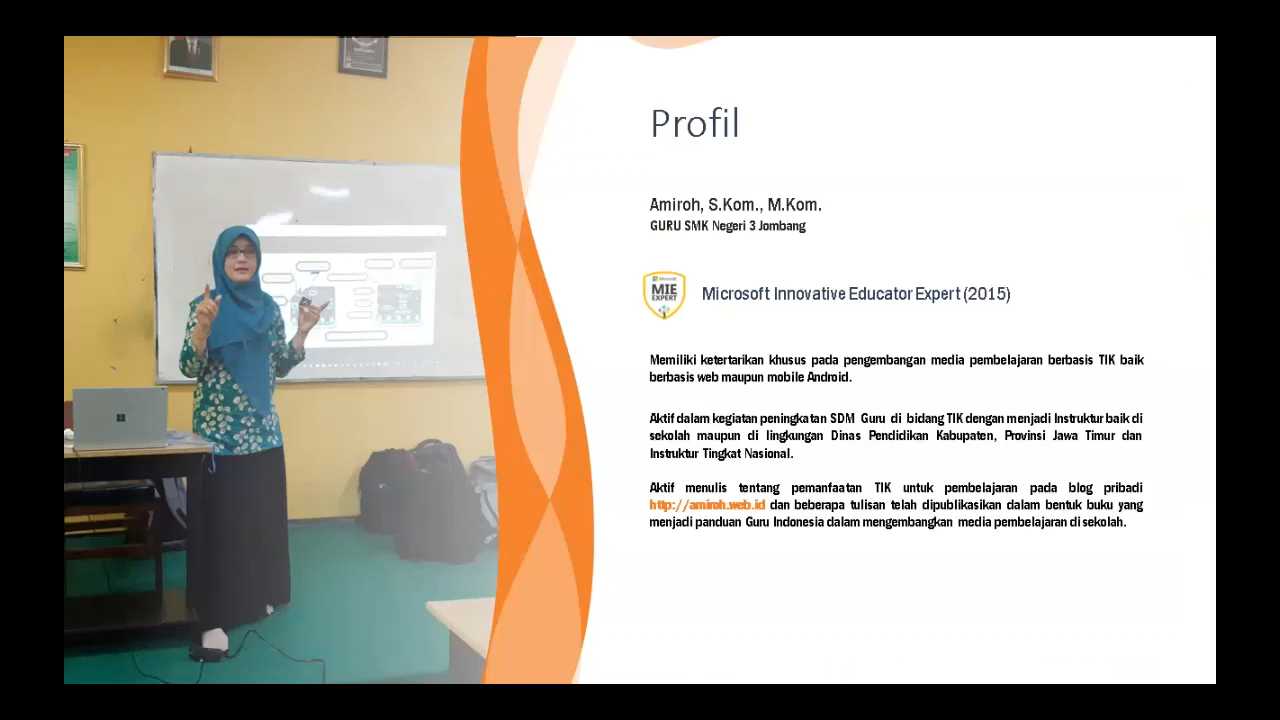 Profil
Amiroh, S.Kom., M.Kom.
GURU SMK Negeri 3 Jombang
Microsoft
MIE
EXPERT
Microsoft Innovative Educator Expert (2015)
Memiliki ketertarikan khusus pada pengembangan media pembelajaran berbasis TIK baik
berbasis web maupun mobile Android.
Aktif dalam kegiatan peningkatan SDM Guru di bidang TIK dengan menjadi Instruktur baik di
sekolah maupun di lingkungan Dinas Pendidikan Kabupaten, Provinsi Jawa Timur dan
Instruktur Tingkat Nasional.
Aktif menulis tentang pemanfaatan TIK untuk pembelajaran pada blog pribadi
http://amiroh.web.id dan beberapa tulisan telah dipublikasikan dalam bentuk buku yang
menjadi panduan Guru Indonesia dalam mengembangkan media pembelajaran di sekolah.